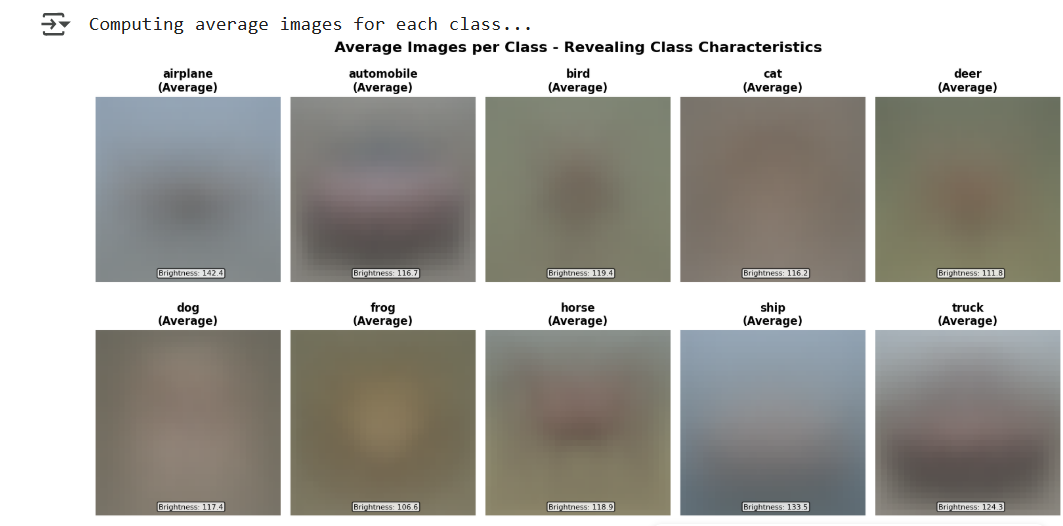 Computing average images for each class...
Average Images per Class - Revealing Class Characteristics
airplane
(Average)
automobile
(Average)
bird
(Average)
cat
(Average)
deer
(Average)
Brightness: 142.4
Brightness: 116.7
Brightness: 119.4
Brightness: 116.2
Brightness: 111.8
dog
(Average)
frog
(Average)
horse
(Average)
ship
(Average)
truck
(Average)
Brightness: 117.4
Brightness: 106.6
Brightness: 118.9
Brightness: 133.5
Brightness: 124.3